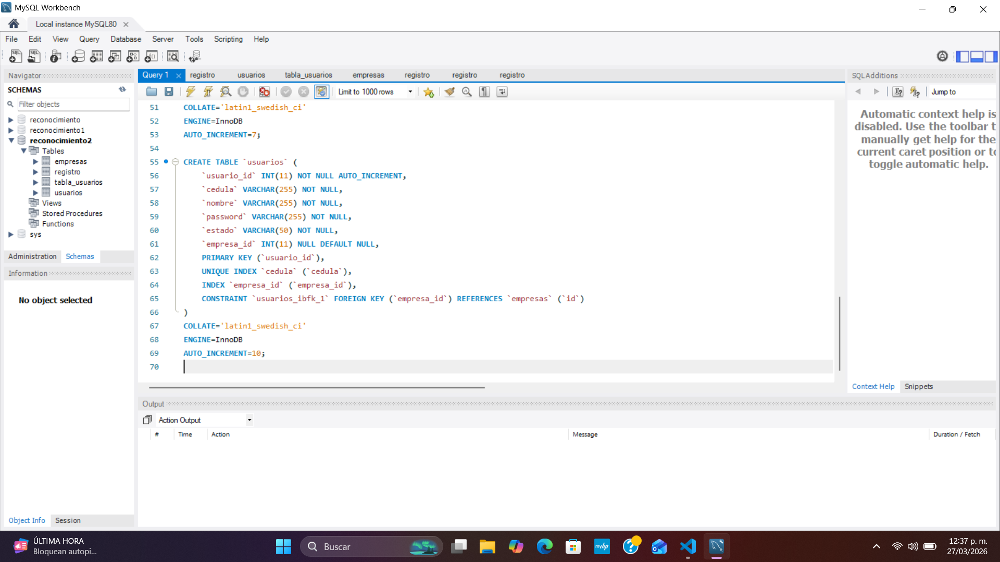 MySQL Workbench
Local instance MySQL80
File Edit View Query Database Server Tools Scripting Help
Navigator
SCHEMAS
Filter objects
reconocimiento
reconocimiento1
reconocimiento2
Tables
empresas
registro
tabla_usuarios
usuarios
Views
Stored Procedures
Functions
sys
Administration Schemas
Information
No object selected
Object Info Session
Query 1 registro usuarios tabla_usuarios empresas registro registro registro
Limit to 1000 rows
51 COLLATE='latin1_swedish_ci'
52 ENGINE=InnoDB
53 AUTO_INCREMENT=7;
54
55 CREATE TABLE `usuarios` (
56 `usuario_id` INT(11) NOT NULL AUTO_INCREMENT,
57 `cedula` VARCHAR(255) NOT NULL,
58 `nombre` VARCHAR(255) NOT NULL,
59 `password` VARCHAR(255) NOT NULL,
60 `estado` VARCHAR(50) NOT NULL,
61 `empresa_id` INT(11) NULL DEFAULT NULL,
62 PRIMARY KEY (`usuario_id`),
63 UNIQUE INDEX `cedula` (`cedula`),
64 INDEX `empresa_id` (`empresa_id`),
65 CONSTRAINT `usuarios_ibfk_1` FOREIGN KEY (`empresa_id`) REFERENCES `empresas` (`id`)
66 )
67 COLLATE='latin1_swedish_ci'
68 ENGINE=InnoDB
69 AUTO_INCREMENT=10;
70
SQLAdditions
Jump to
Automatic context help is
disabled. Use the toolbar t
manually get help for the
current caret position or to
toggle automatic help.
Context Help Snippets
Output
Action Output
# Time Action Message Duration / Fetch
ÚLTIMA HORA
Bloquean autopi...
Buscar
myhp
12:37 p. m.
27/03/2026